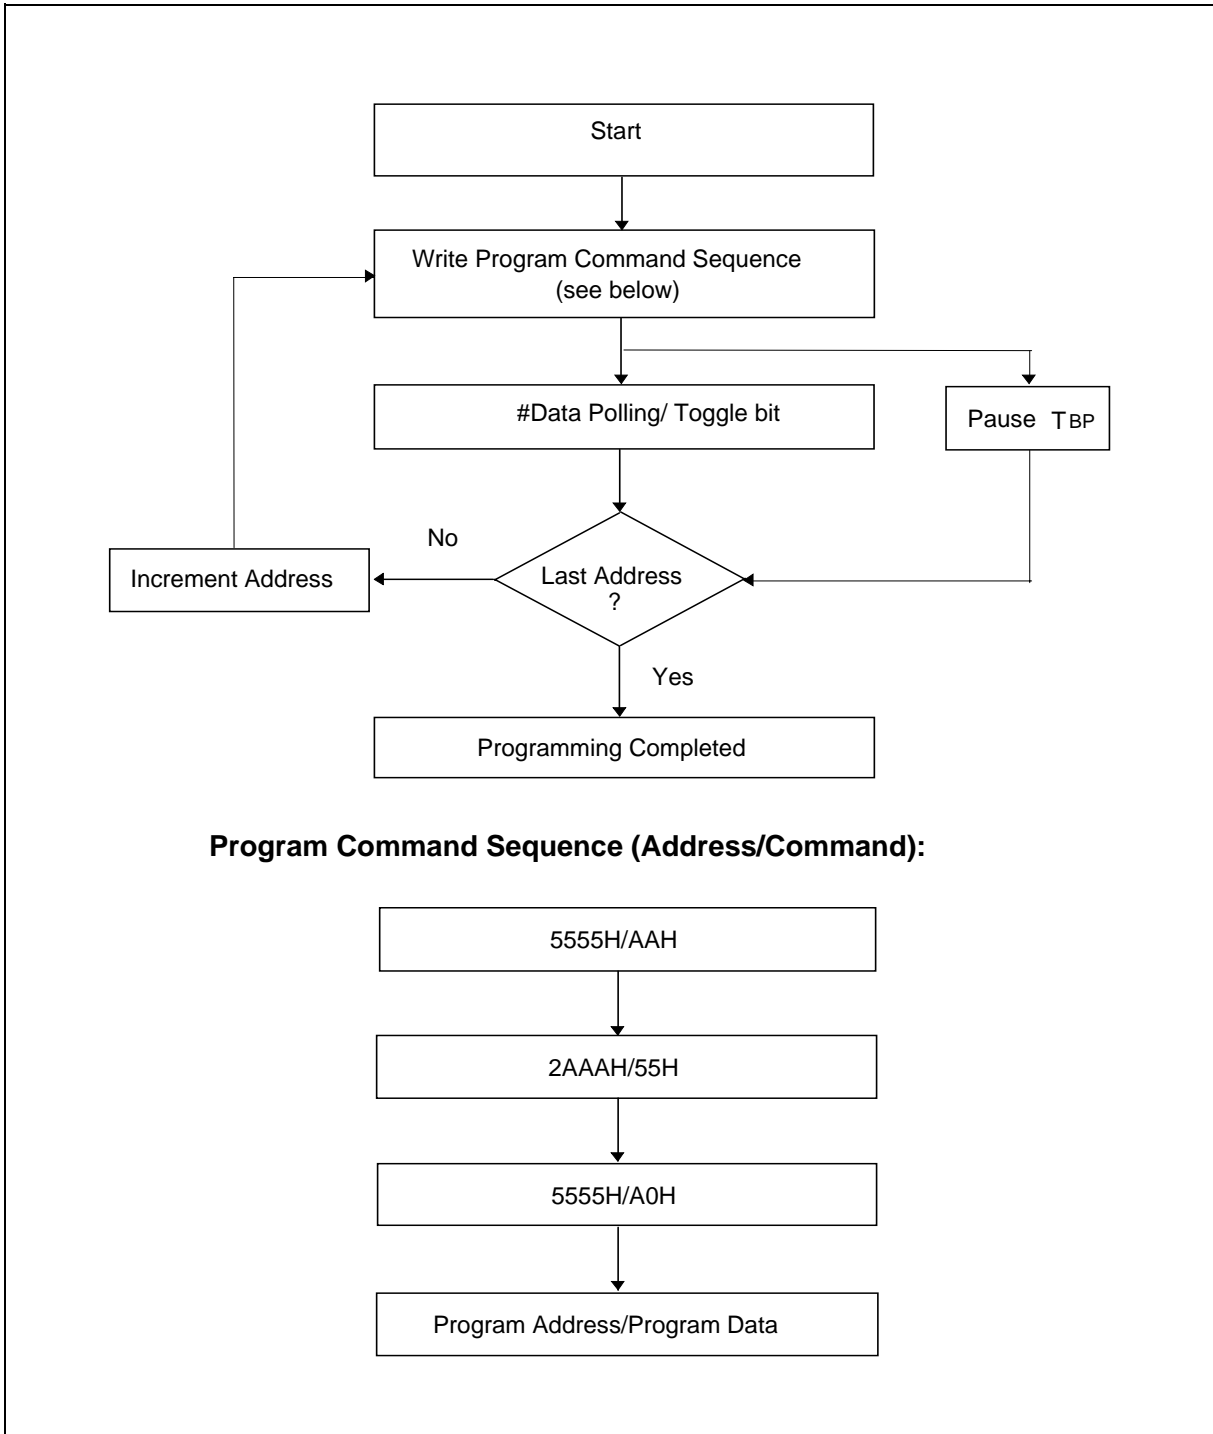 Start
Write Program Command Sequence
(see below)
#Data Polling/ Toggle bit
Pause TBP
No
Increment Address
Last Address
?
Yes
Programming Completed
Program Command Sequence (Address/Command):
5555H/AAH
2AAAH/55H
5555H/A0H
Program Address/Program Data